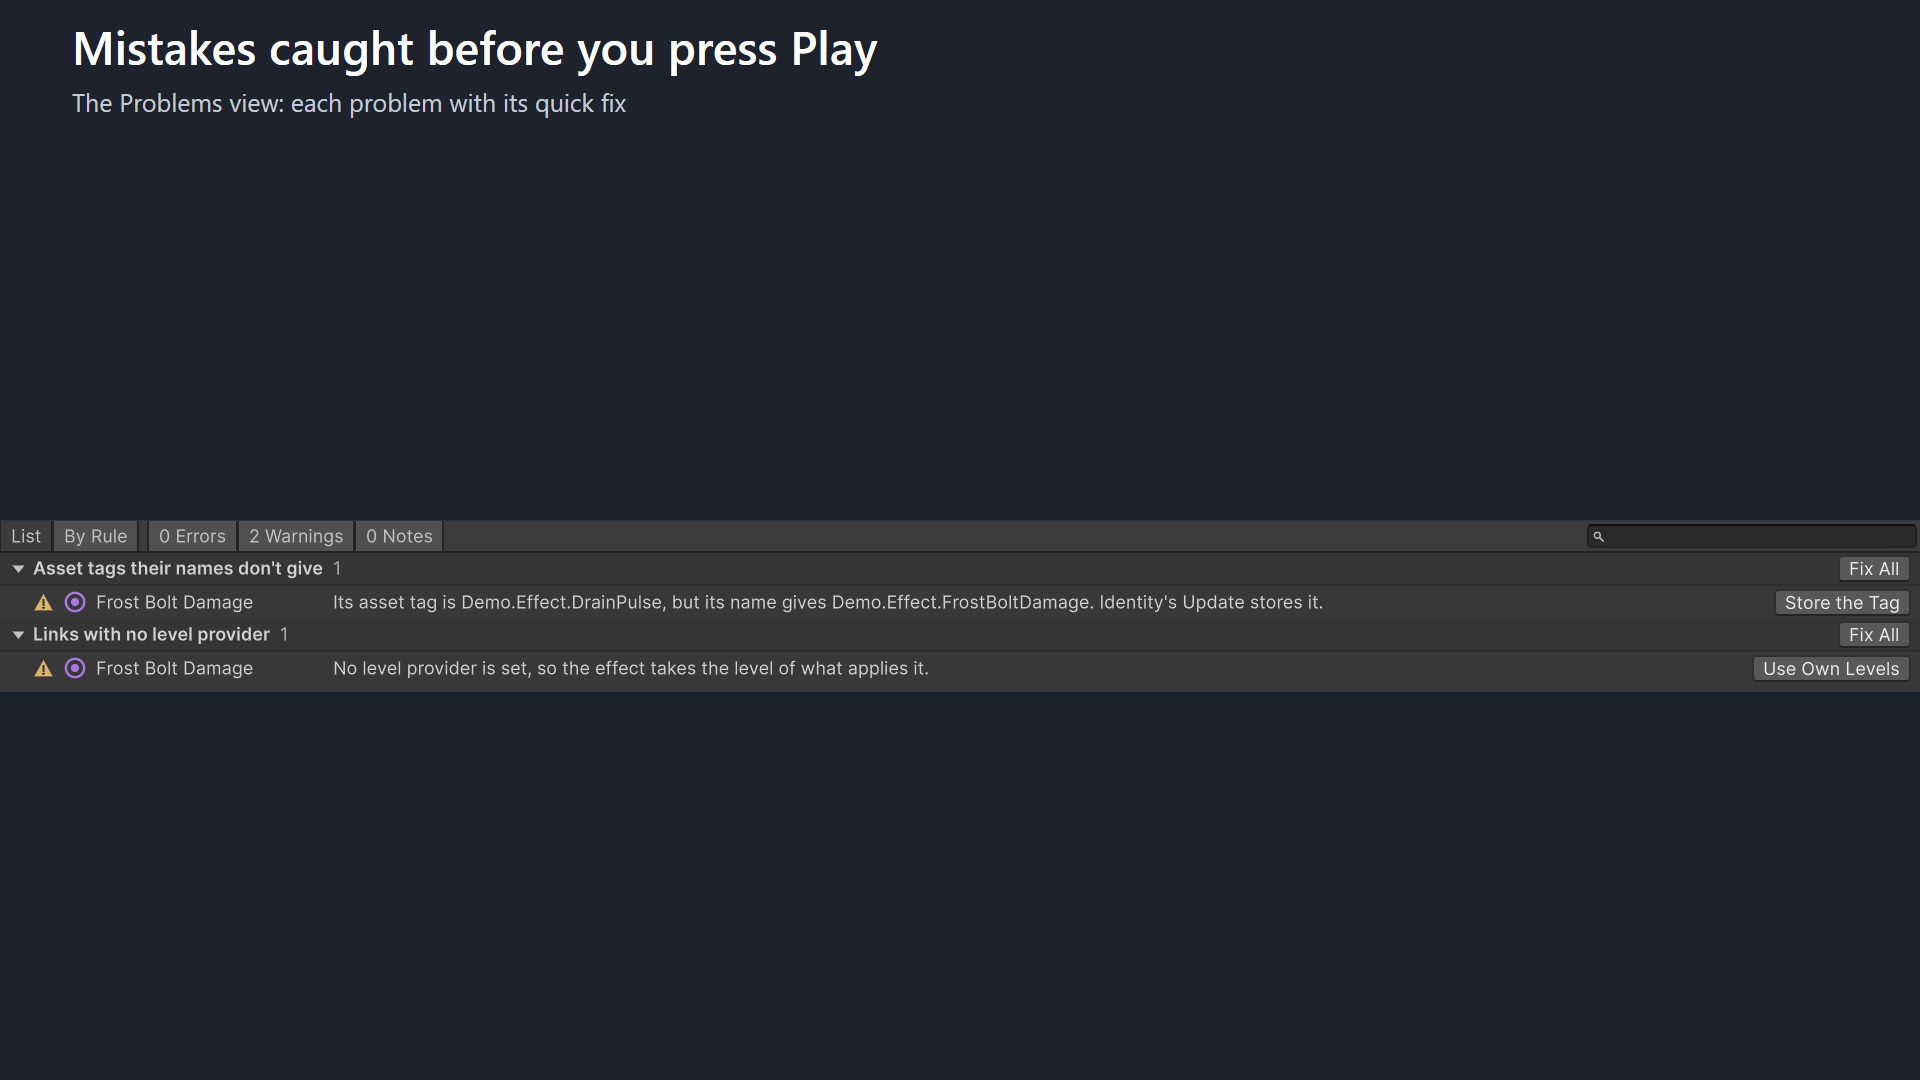 Mistakes caught before you press Play
The Problems view: each problem with its quick fix
List By Rule 0 Errors 2 Warnings 0 Notes
Asset tags their names don't give 1 Fix All
Frost Bolt Damage Its asset tag is Demo.Effect.DrainPulse, but its name gives Demo.Effect.FrostBoltDamage. Identity's Update stores it. Store the Tag
Links with no level provider 1 Fix All
Frost Bolt Damage No level provider is set, so the effect takes the level of what applies it. Use Own Levels